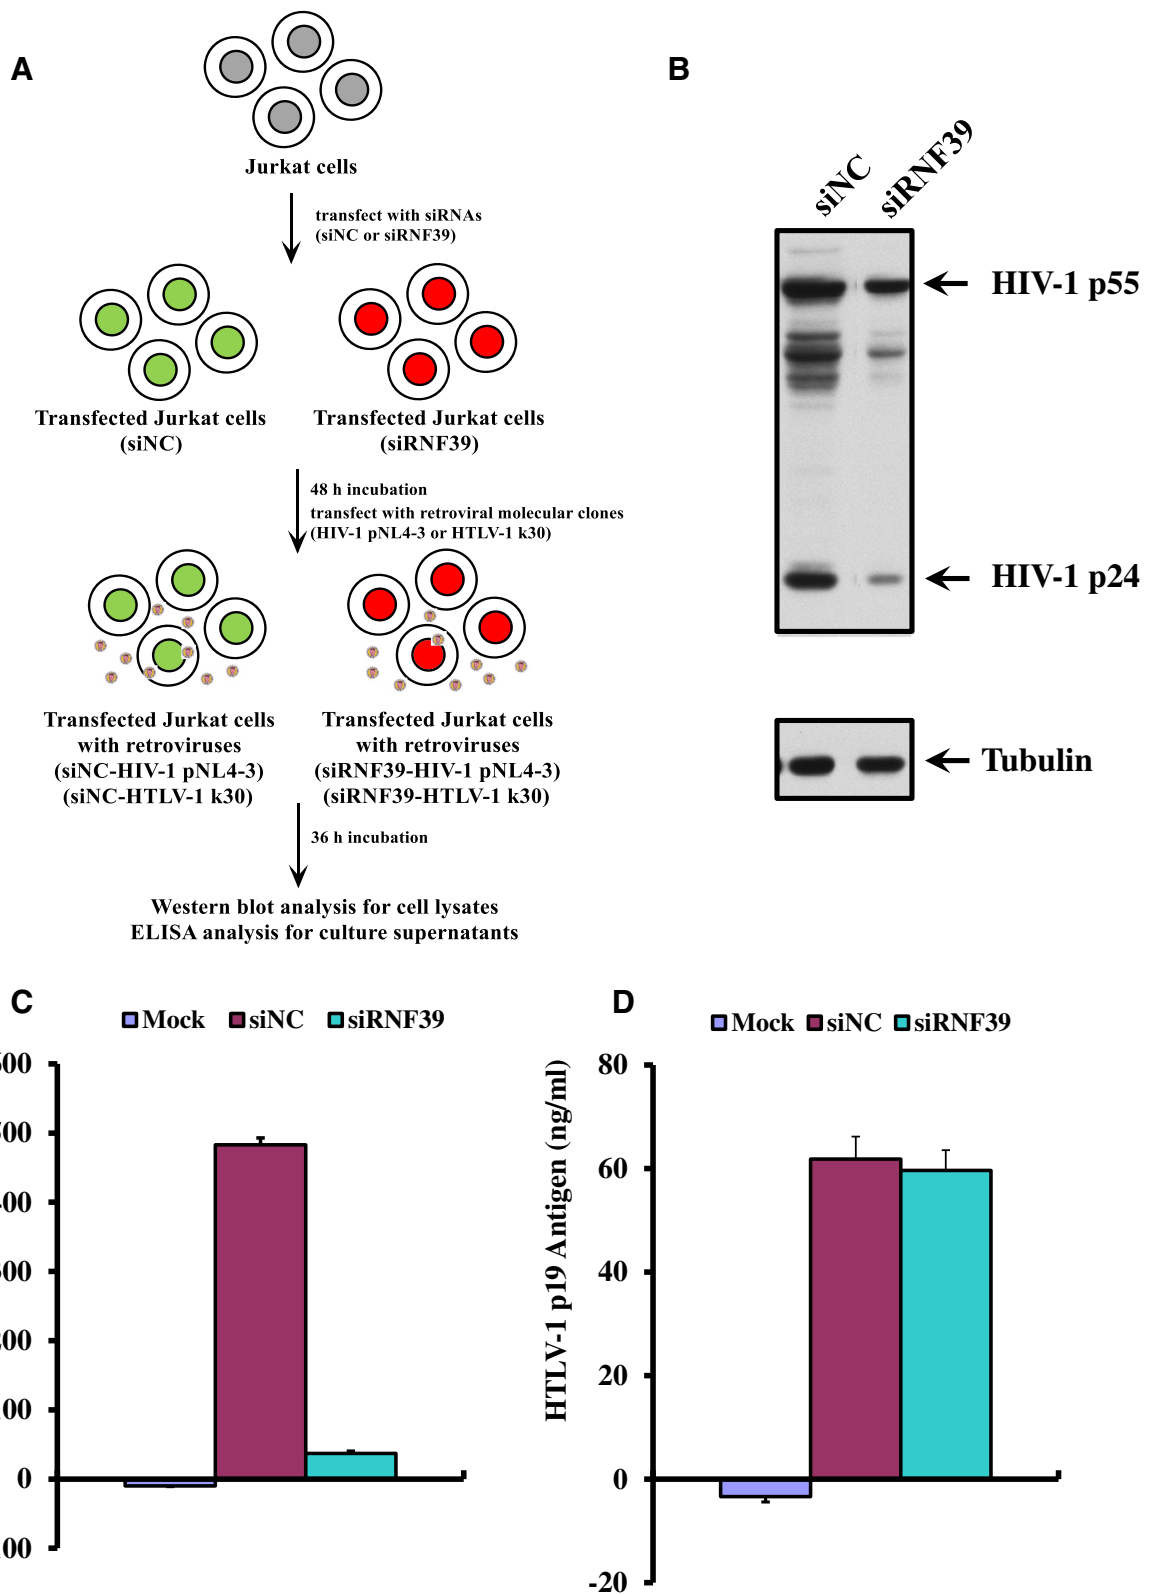 A
Jurkat cells
transfect with siRNAs
(siNC or siRNF39)
Transfected Jurkat cells
(siNC)
Transfected Jurkat cells
(siRNF39)
48 h incubation
transfect with retroviral molecular clones
(HIV-1 pNL4-3 or HTLV-1 k30)
Transfected Jurkat cells
with retroviruses
(siNC-HIV-1 pNL4-3)
(siNC-HTLV-1 k30)
Transfected Jurkat cells
with retroviruses
(siRNF39-HIV-1 pNL4-3)
(siRNF39-HTLV-1 k30)
36 h incubation
Western blot analysis for cell lysates
ELISA analysis for culture supernatants
B
siNC
siRNF39
HIV-1 p55
HIV-1 p24
Tubulin
C
Mock siNC siRNF39
0
D
Mock siNC siRNF39
HTLV-1 p19 Antigen (ng/ml)
80
60
40
20
0
-20